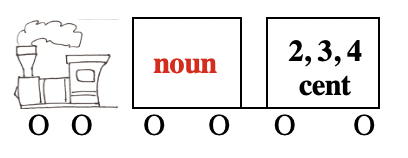 noun
2, 3, 4
cent
O O O O O O